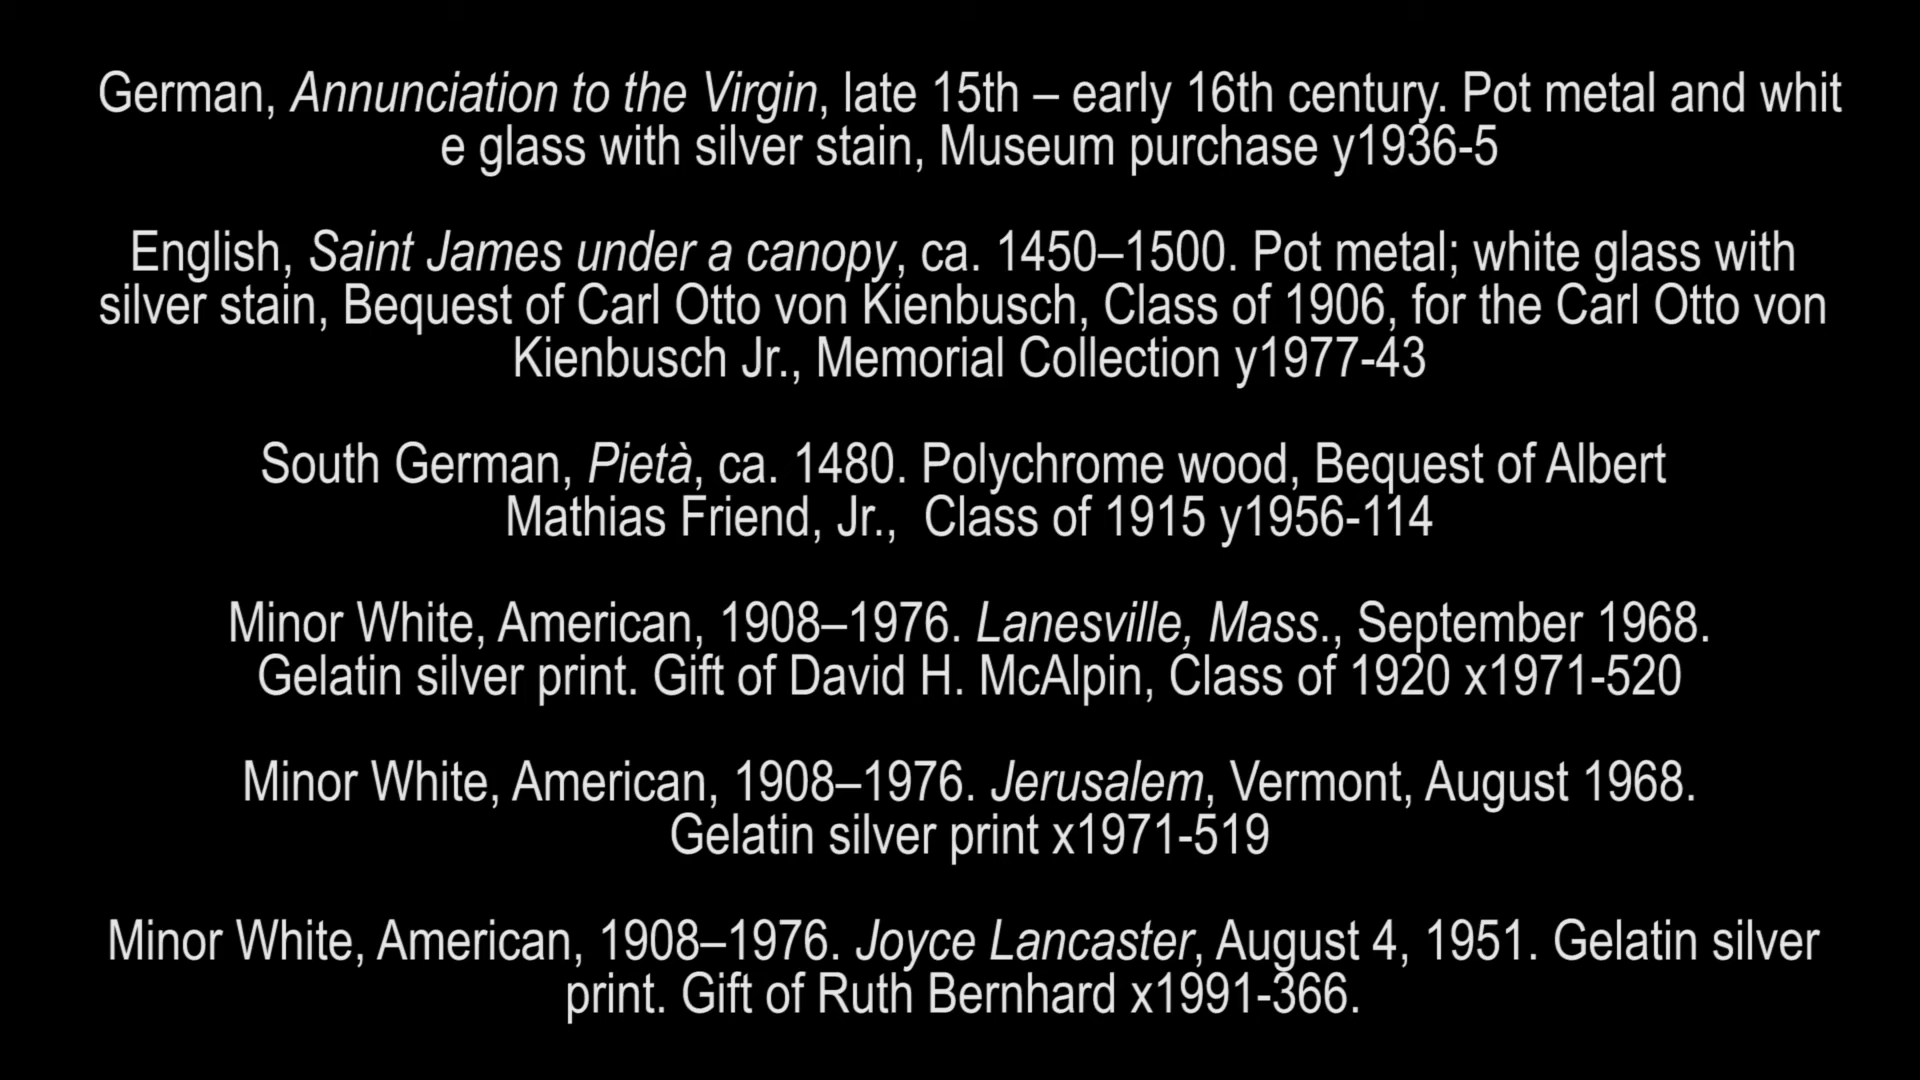 German, Annunciation to the Virgin, late 15th – early 16th century. Pot metal and whit
e glass with silver stain, Museum purchase y1936-5
English, Saint James under a canopy, ca. 1450–1500. Pot metal; white glass with
silver stain, Bequest of Carl Otto von Kienbusch, Class of 1906, for the Carl Otto von
Kienbusch Jr., Memorial Collection y1977-43
South German, Pietà, ca. 1480. Polychrome wood, Bequest of Albert
Mathias Friend, Jr.,  Class of 1915 y1956-114
Minor White, American, 1908–1976. Lanesville, Mass., September 1968.
Gelatin silver print. Gift of David H. McAlpin, Class of 1920 x1971-520
Minor White, American, 1908–1976. Jerusalem, Vermont, August 1968.
Gelatin silver print x1971-519
Minor White, American, 1908–1976. Joyce Lancaster, August 4, 1951. Gelatin silver
print. Gift of Ruth Bernhard x1991-366.